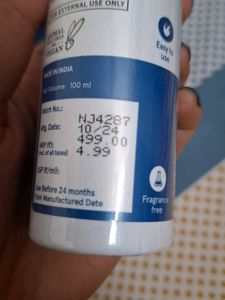 FOR EXTERNAL USE ONLY
VEGAN
Easy to
use
MADE IN INDIA
Net Volume: 100 ml
Batch No.: NJ4287
Mfg. Date: 10/24
MRP (₹): 499.00
(incl. of all taxes)
USP (₹/ml): 4.99
Use Before 24 months
from Manufactured Date
Fragrance
free